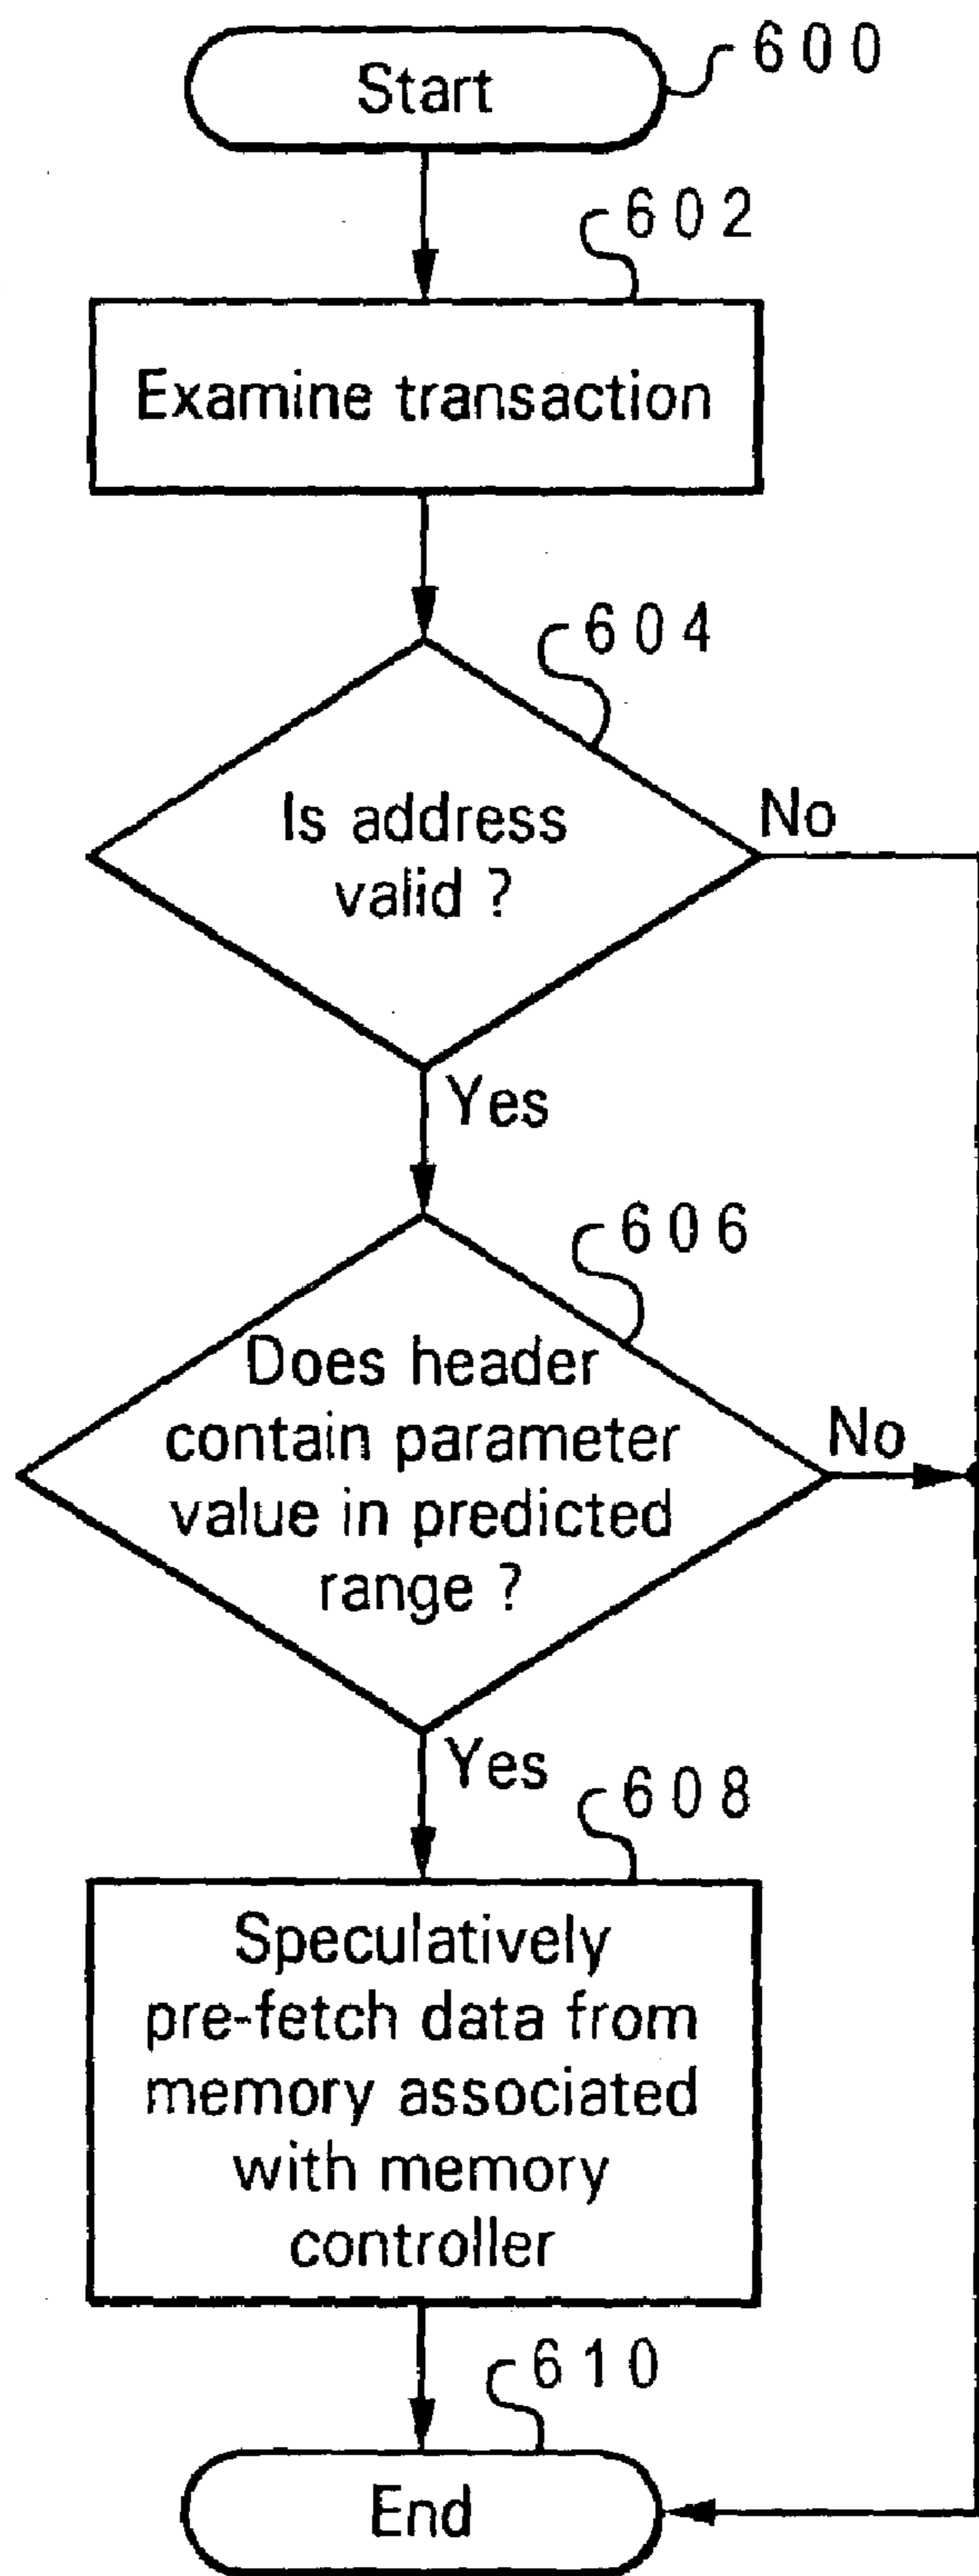 Start
600
602
Examine transaction
604
Is address
valid ?
No
Yes
606
Does header
contain parameter
value in predicted
range ?
No
Yes
608
Speculatively
pre-fetch data from
memory associated
with memory
controller
610
End